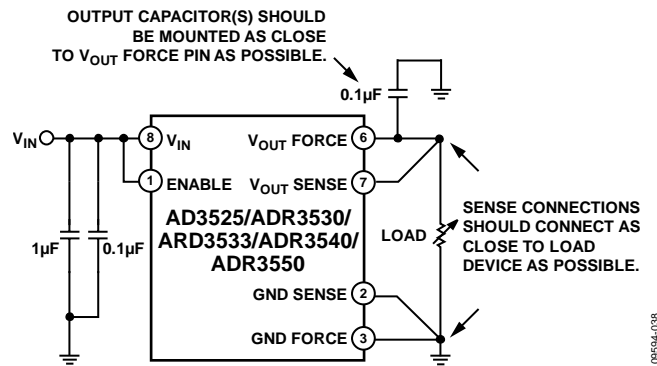 OUTPUT CAPACITOR(S) SHOULD
BE MOUNTED AS CLOSE
TO VOUT FORCE PIN AS POSSIBLE.
0.1µF
VIN
8
VIN
VOUT FORCE
6
1
ENABLE
VOUT SENSE
7
AD3525/ADR3530/
ARD3533/ADR3540/
ADR3550
1µF
0.1µF
LOAD
SENSE CONNECTIONS
SHOULD CONNECT AS
CLOSE TO LOAD
DEVICE AS POSSIBLE.
GND SENSE
2
GND FORCE
3
09594-038